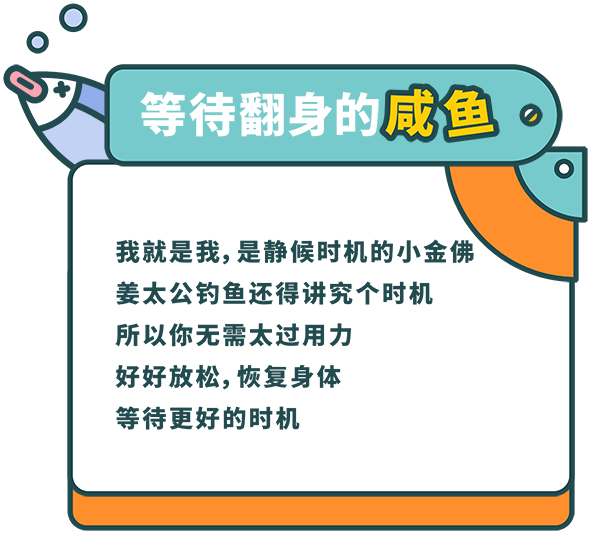 等待翻身的咸鱼
我就是我，是静候时机的小金佛
姜太公钓鱼还得讲究个时机
所以你无需太过用力
好好放松，恢复身体
等待更好的时机